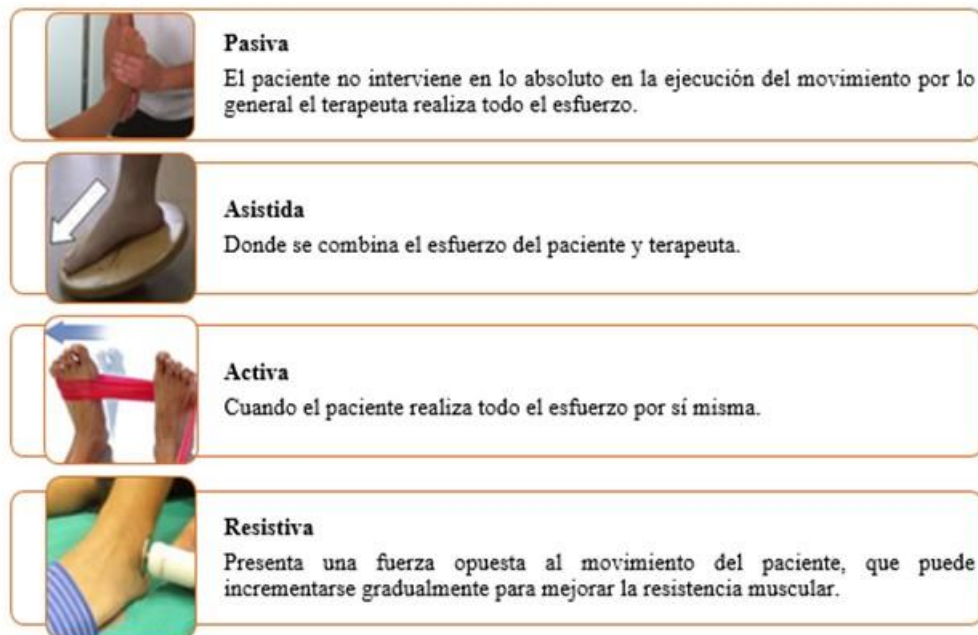 Pasiva
El paciente no interviene en lo absoluto en la ejecución del movimiento por lo
general el terapeuta realiza todo el esfuerzo.
Asistida
Donde se combina el esfuerzo del paciente y terapeuta.
Activa
Cuando el paciente realiza todo el esfuerzo por sí misma.
Resistiva
Presenta una fuerza opuesta al movimiento del paciente, que puede
incrementarse gradualmente para mejorar la resistencia muscular.